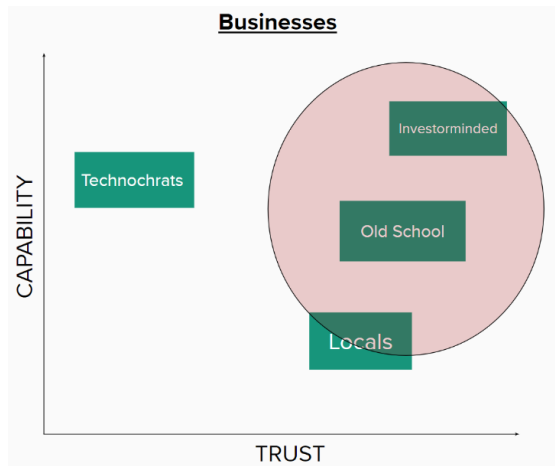 Businesses
Investorminded
Technochrats
Old School
Locals
CAPABILITY
TRUST